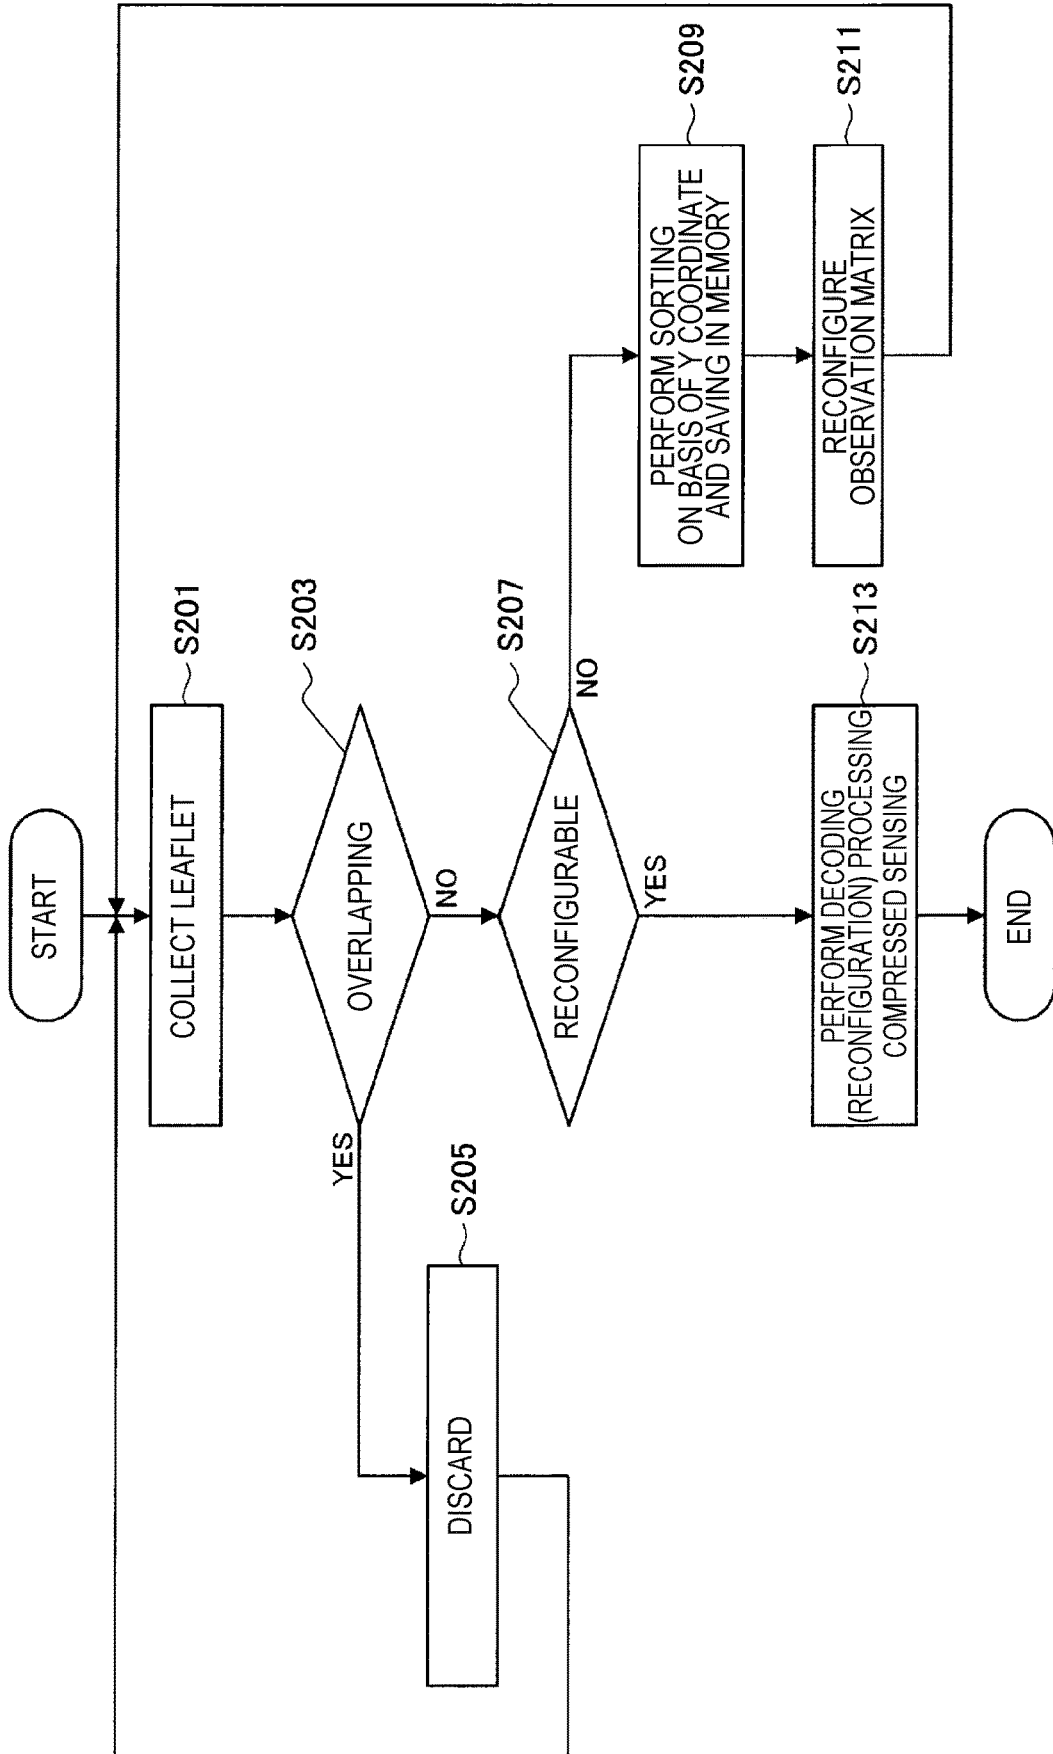 START
COLLECT LEAFLET
S201
OVERLAPPING
S203
YES
NO
DISCARD
S205
RECONFIGURABLE
S207
NO
YES
PERFORM SORTING
ON BASIS OF Y COORDINATE
AND SAVING IN MEMORY
S209
RECONFIGURE
OBSERVATION MATRIX
S211
PERFORM DECODING
(RECONFIGURATION) PROCESSING
COMPRESSED SENSING
S213
END